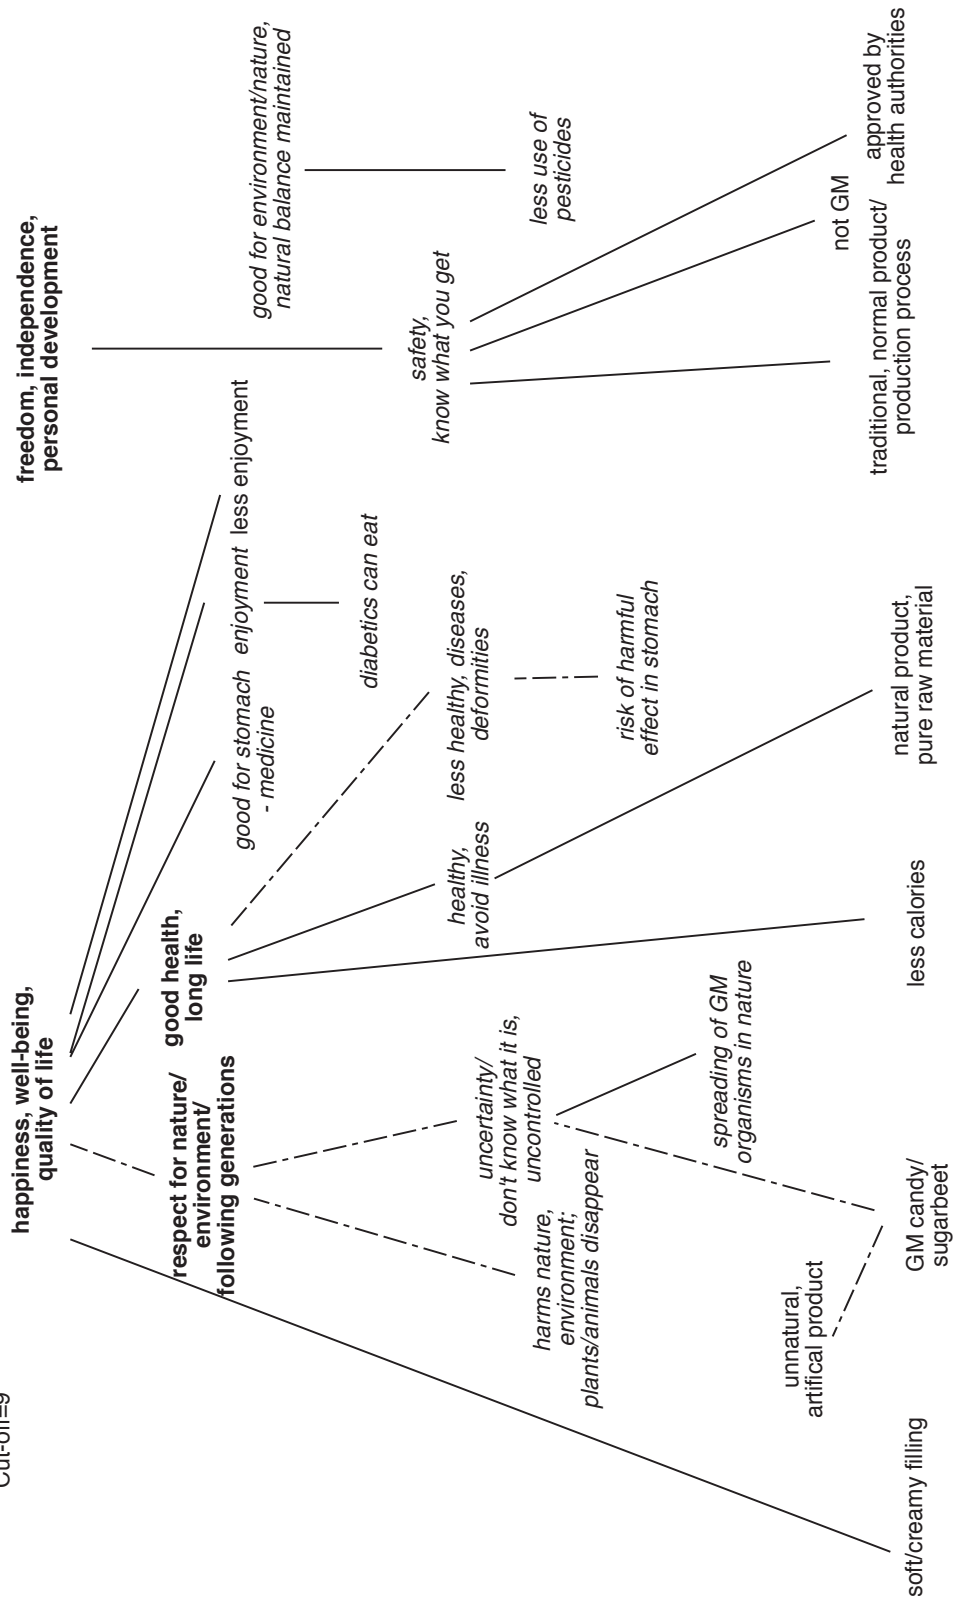 Cut-off=9
happiness, well-being,
quality of life
freedom, independence,
personal development
respect for nature/
environment/
following generations
good health,
long life
good for stomach
- medicine
enjoyment
less enjoyment
good for environment/nature,
natural balance maintained
diabetics can eat
safety,
know what you get
uncertainty/
don't know what it is,
uncontrolled
healthy,
avoid illness
less healthy, diseases,
deformities
harms nature,
environment;
plants/animals disappear
less use of
pesticides
risk of harmful
effect in stomach
spreading of GM
organisms in nature
unnatural,
artifical product
soft/creamy filling
GM candy/
sugarbeet
less calories
natural product,
pure raw material
traditional, normal product/
production process
not GM
approved by
health authorities